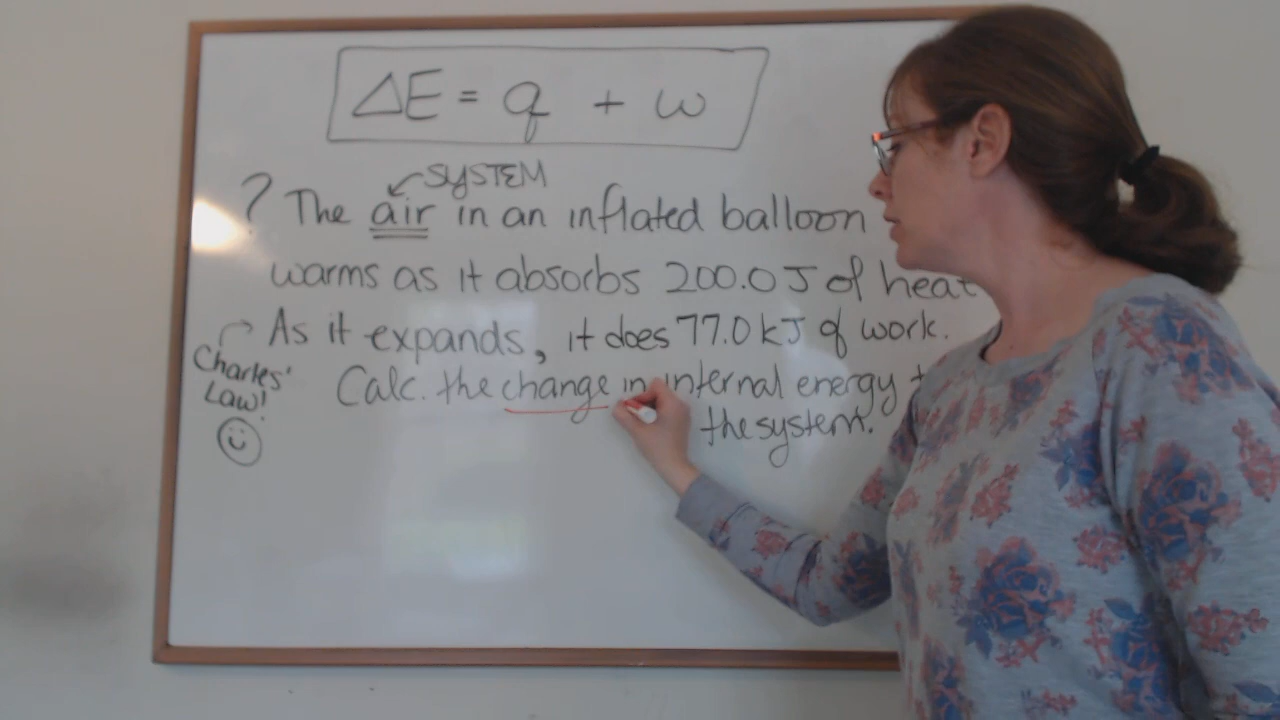 ΔE = q + w
SYSTEM
? The air in an inflated balloon
warms as it absorbs 200.0 J of heat
As it expands, it does 77.0 kJ of work.
Charles'
Law!
Calc. the change in internal energy
the system.